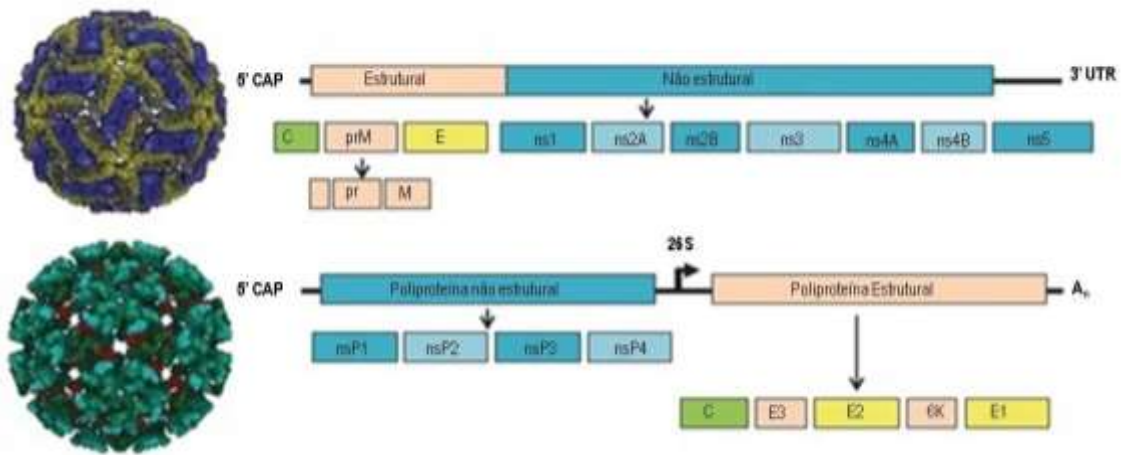 5' CAP Estrutural Não estrutural 3' UTR
C prM E ns1 ns2A ns2B ns3 ns4A ns4B ns5
pr M
26 S
5' CAP Poliproteína não estrutural Poliproteína Estrutural Aₙ
nsP1 nsP2 nsP3 nsP4
C E3 E2 6K E1